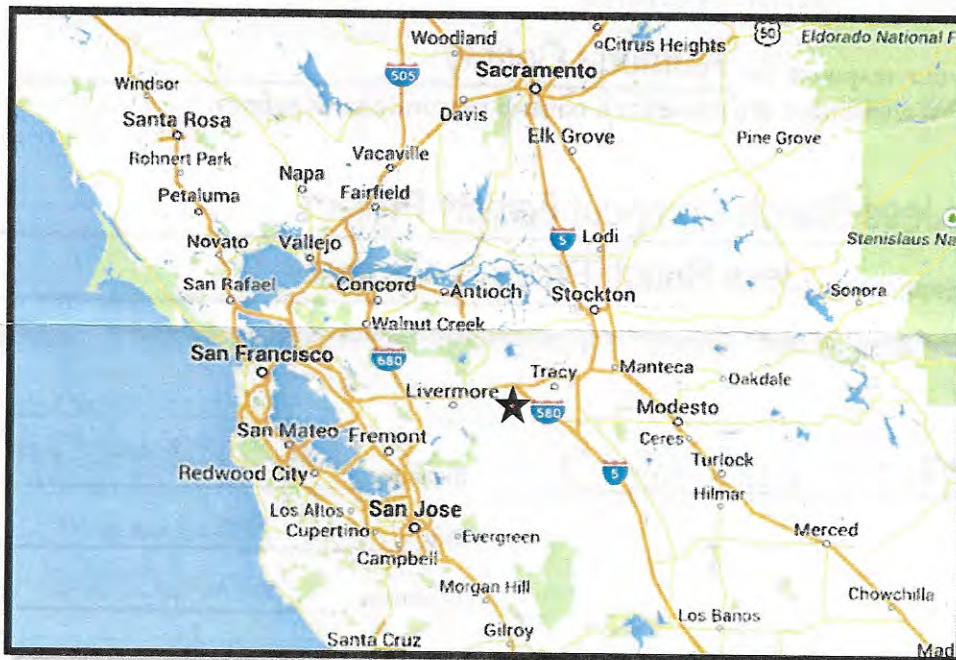 Woodland
50
Eldorado National F
Citrus Heights
505
Sacramento
Windsor
Davis
Santa Rosa
Elk Grove
Pine Grove
Rohnert Park
Vacaville
Napa
Petaluma
Fairfield
Novato
Vallejo
5
Lodi
Stanislaus Na
San Rafael
Concord
Antioch
Stockton
Sonora
Walnut Creek
San Francisco
680
Tracy
Manteca
Oakdale
Livermore
580
Modesto
San Mateo
Fremont
Ceres
Redwood City
Turlock
5
Hilmar
Los Altos
San Jose
Cupertino
Evergreen
Merced
Campbell
Morgan Hill
Chowchilla
Los Banos
Santa Cruz
Gilroy
Mad